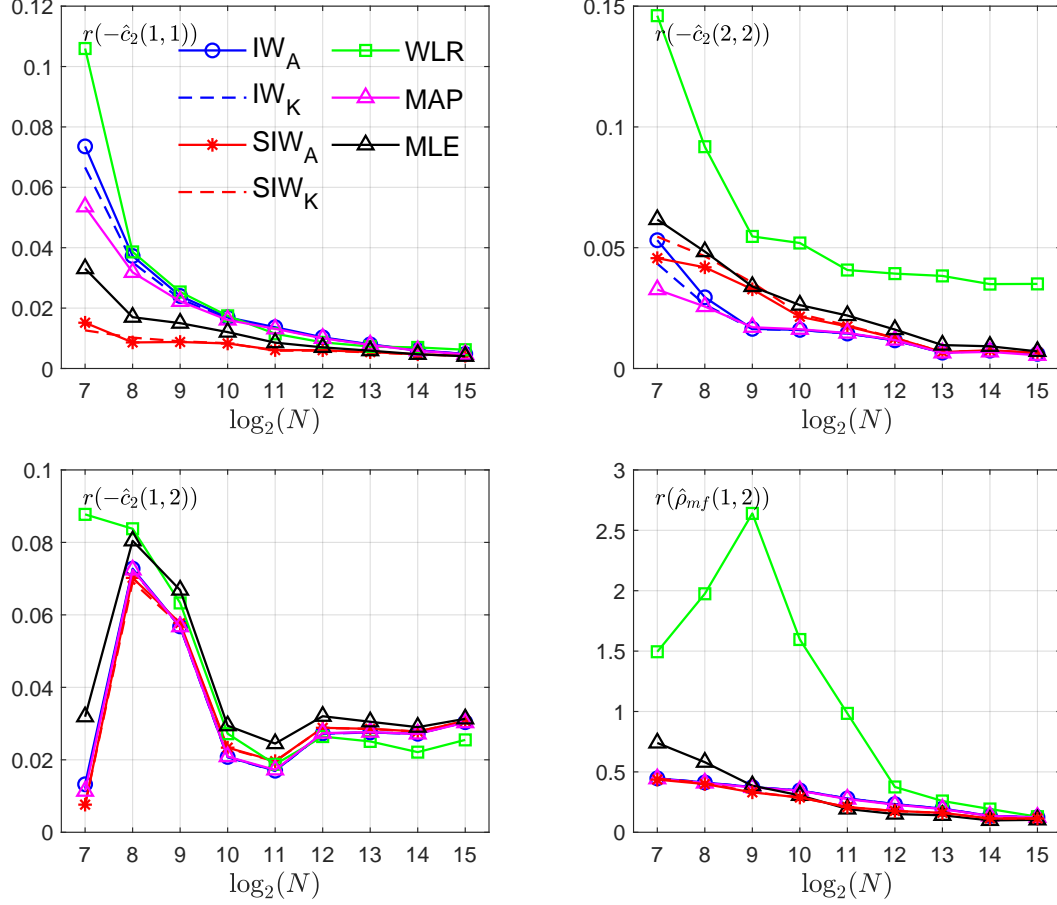 0.12
0.1
0.08
0.06
0.04
0.02
0
r(-ĉ₂(1,1))
IW_A
IW_K
SIW_A
SIW_K
WLR
MAP
MLE
7 8 9 10 11 12 13 14 15
log₂(N)
0.15
0.1
0.05
0
r(-ĉ₂(2,2))
7 8 9 10 11 12 13 14 15
log₂(N)
0.1
0.08
0.06
0.04
0.02
0
r(-ĉ₂(1,2))
7 8 9 10 11 12 13 14 15
log₂(N)
3
2.5
2
1.5
1
0.5
0
r(ρ̂_mf(1,2))
7 8 9 10 11 12 13 14 15
log₂(N)